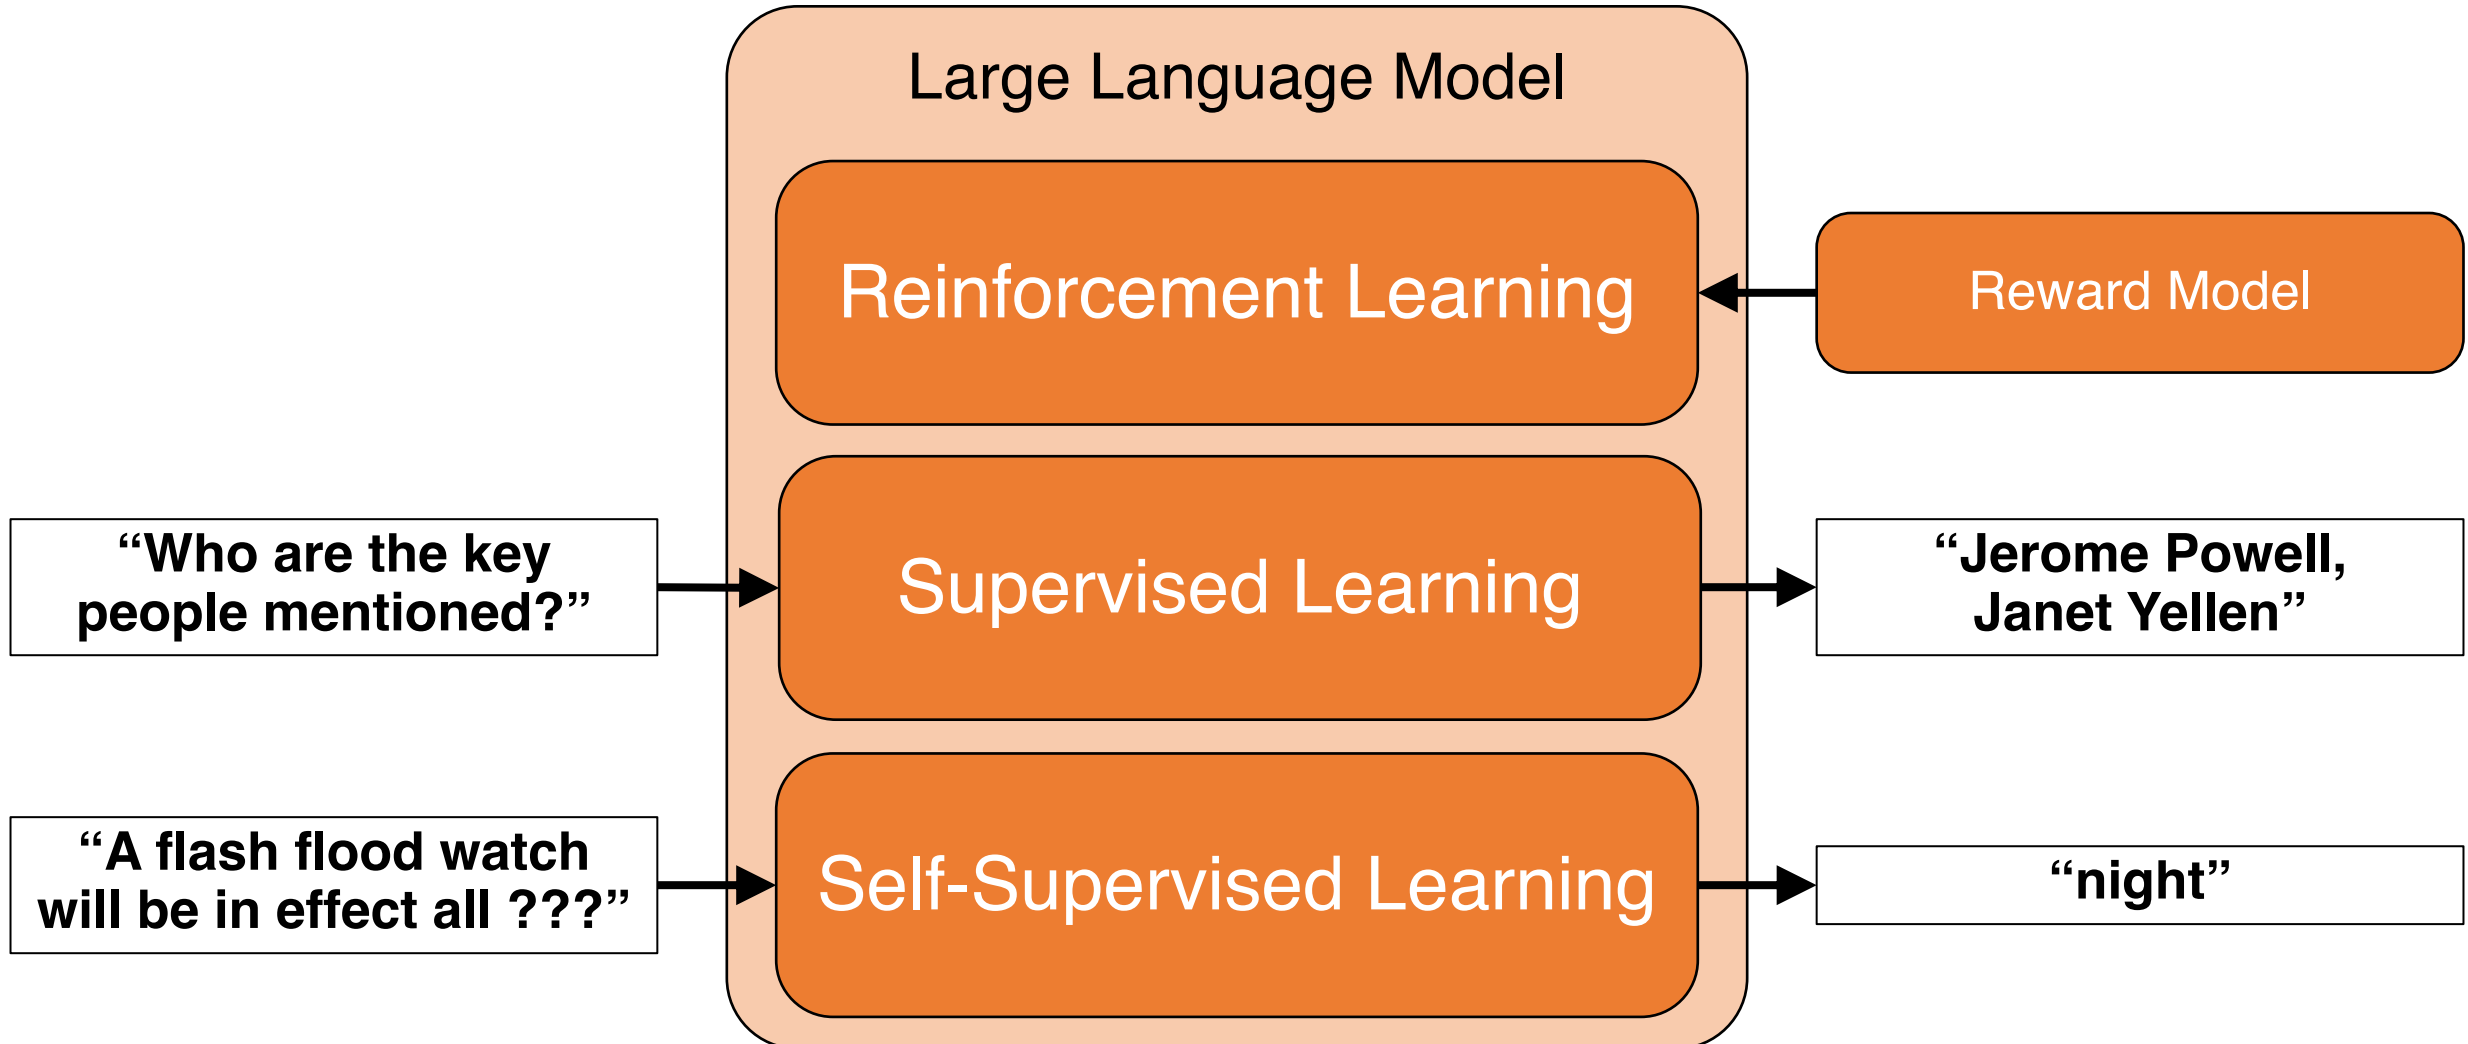 Large Language Model
Reinforcement Learning
Reward Model
“Who are the key
people mentioned?”
Supervised Learning
“Jerome Powell,
Janet Yellen”
“A flash flood watch
will be in effect all ???”
Self-Supervised Learning
“night”